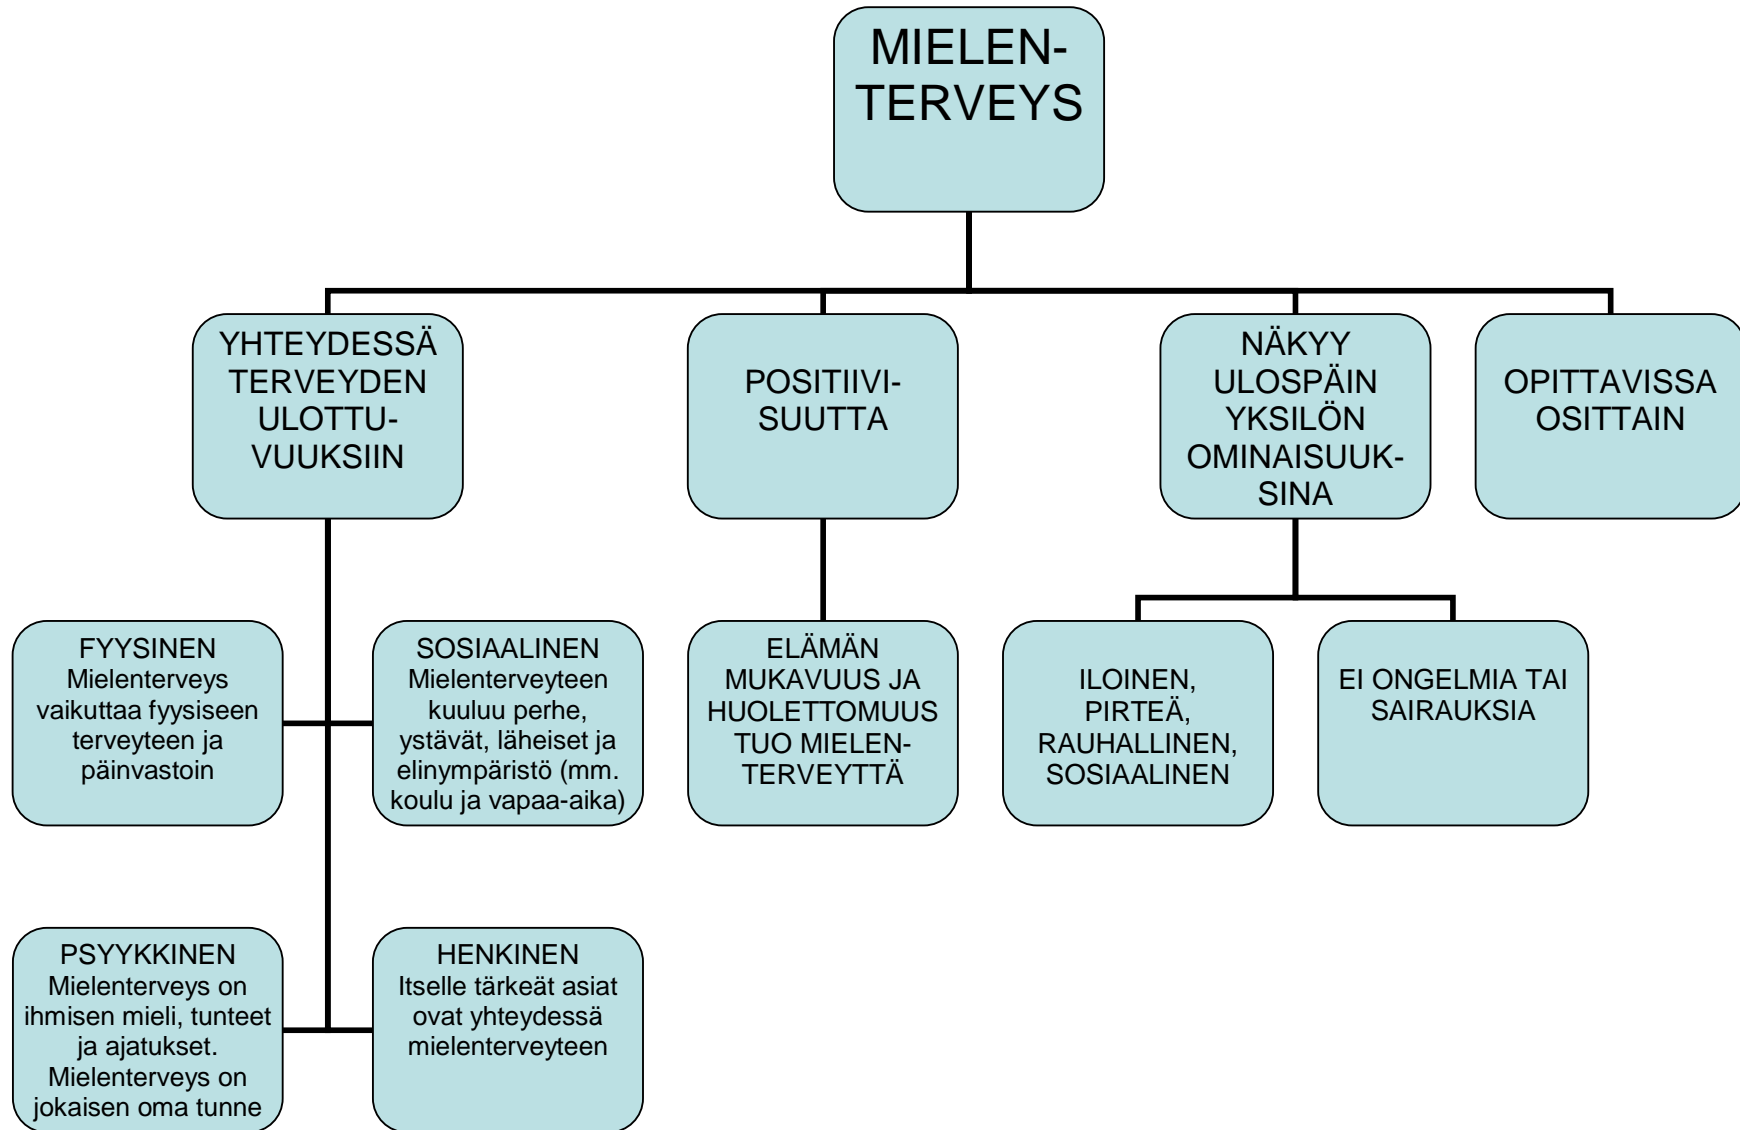 MIELEN-
TERVEYS
YHTEYDESSÄ
TERVEYDEN
ULOTTU-
VUUKSIIN
POSITIIVI-
SUUTTA
NÄKYY
ULOSPÄIN
YKSILÖN
OMINAISUUK-
SINA
OPITTAVISSA
OSITTAIN
FYYSINEN
Mielenterveys
vaikuttaa fyysiseen
terveyteen ja
päinvastoin
SOSIAALINEN
Mielenterveyteen
kuuluu perhe,
ystävät, läheiset ja
elinympäristö (mm.
koulu ja vapaa-aika)
ELÄMÄN
MUKAVUUS JA
HUOLETTOMUUS
TUO MIELEN-
TERVEYTTÄ
ILOINEN,
PIRTEÄ,
RAUHALLINEN,
SOSIAALINEN
EI ONGELMIA TAI
SAIRAUKSIA
PSYYKKINEN
Mielenterveys on
ihmisen mieli, tunteet
ja ajatukset.
Mielenterveys on
jokaisen oma tunne
HENKINEN
Itselle tärkeät asiat
ovat yhteydessä
mielenterveyteen